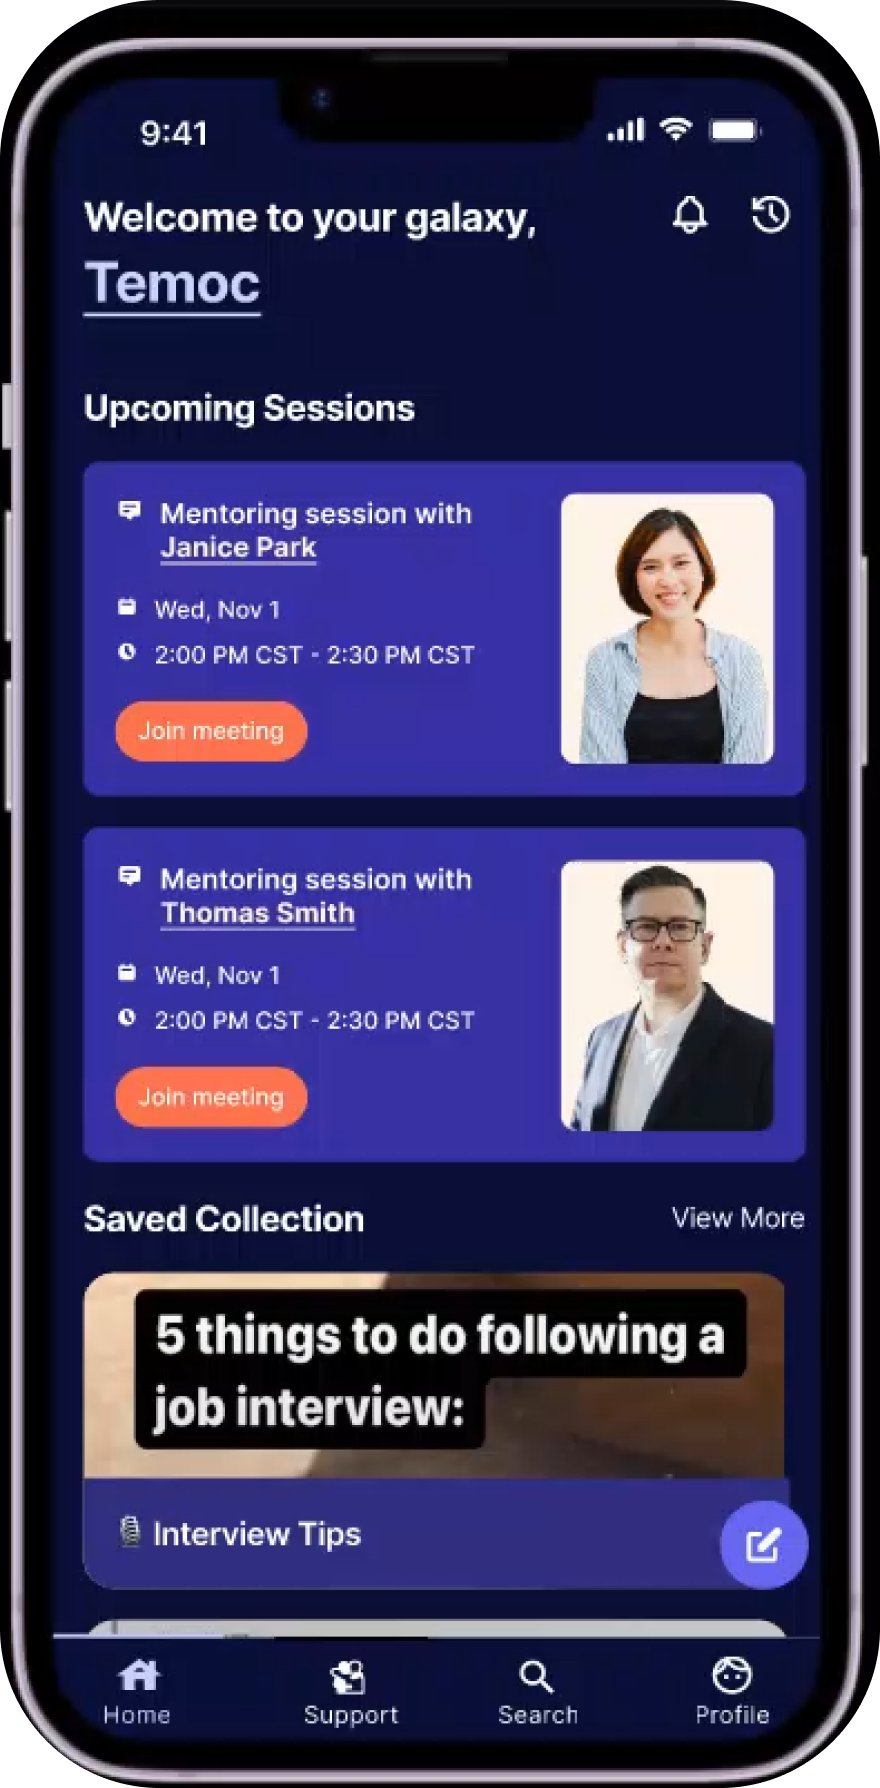 9:41
Welcome to your galaxy,
Temoc
Upcoming Sessions
Mentoring session with
Janice Park
Wed, Nov 1
2:00 PM CST - 2:30 PM CST
Join meeting
Mentoring session with
Thomas Smith
Wed, Nov 1
2:00 PM CST - 2:30 PM CST
Join meeting
Saved Collection
View More
5 things to do following a
job interview:
Interview Tips
Home
Support
Search
Profile